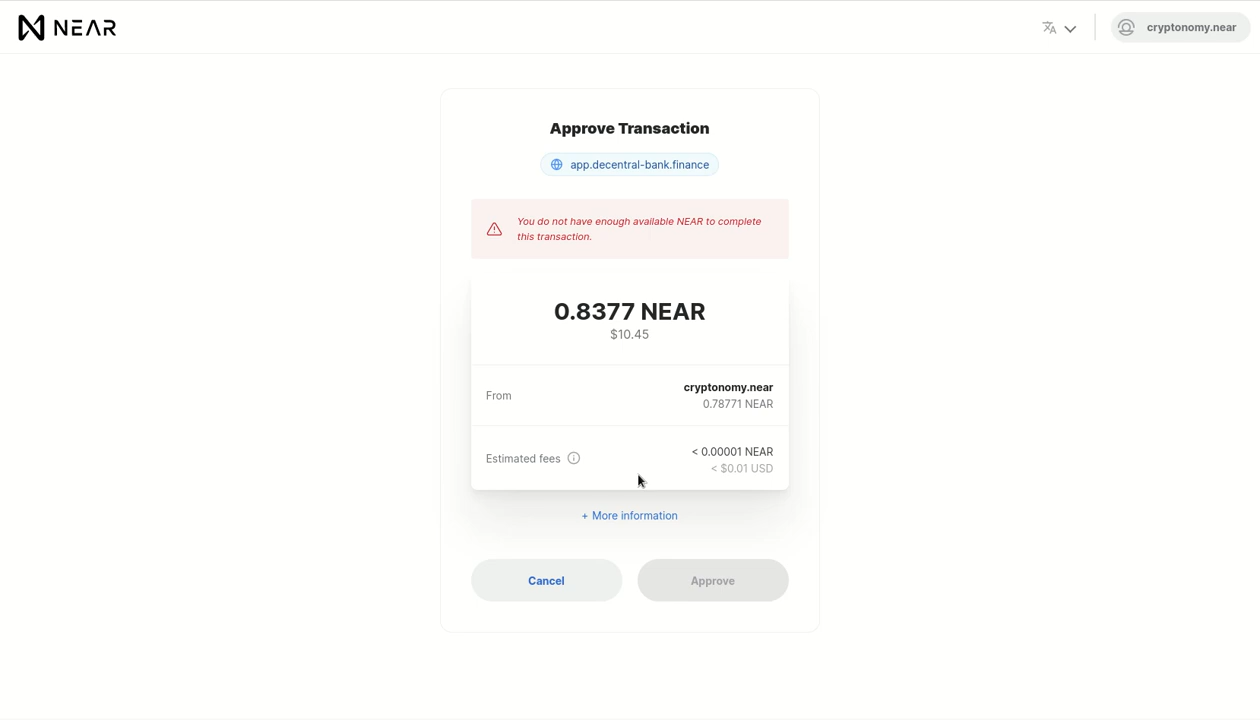 NEAR
cryptonomy.near
Approve Transaction
app.decentral-bank.finance
You do not have enough available NEAR to complete
this transaction.
0.8377 NEAR
$10.45
From
cryptonomy.near
0.78771 NEAR
Estimated fees
< 0.00001 NEAR
< $0.01 USD
+ More information
Cancel
Approve